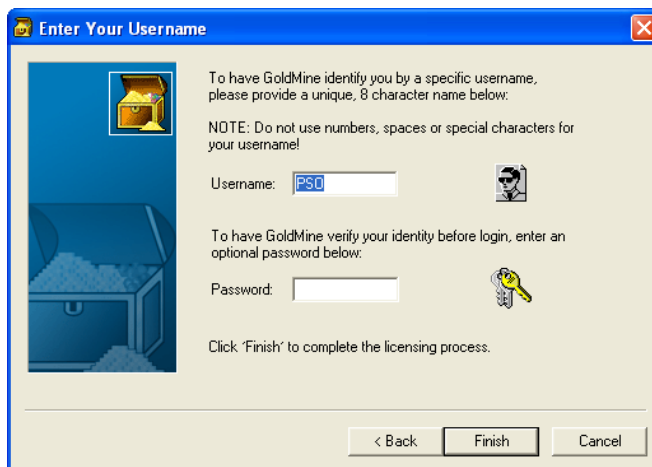 Enter Your Username
To have GoldMine identify you by a specific username,
please provide a unique, 8 character name below:
NOTE: Do not use numbers, spaces or special characters for
your username!
Username: PSO
To have GoldMine verify your identity before login, enter an
optional password below:
Password:
Click 'Finish' to complete the licensing process.
< Back Finish Cancel